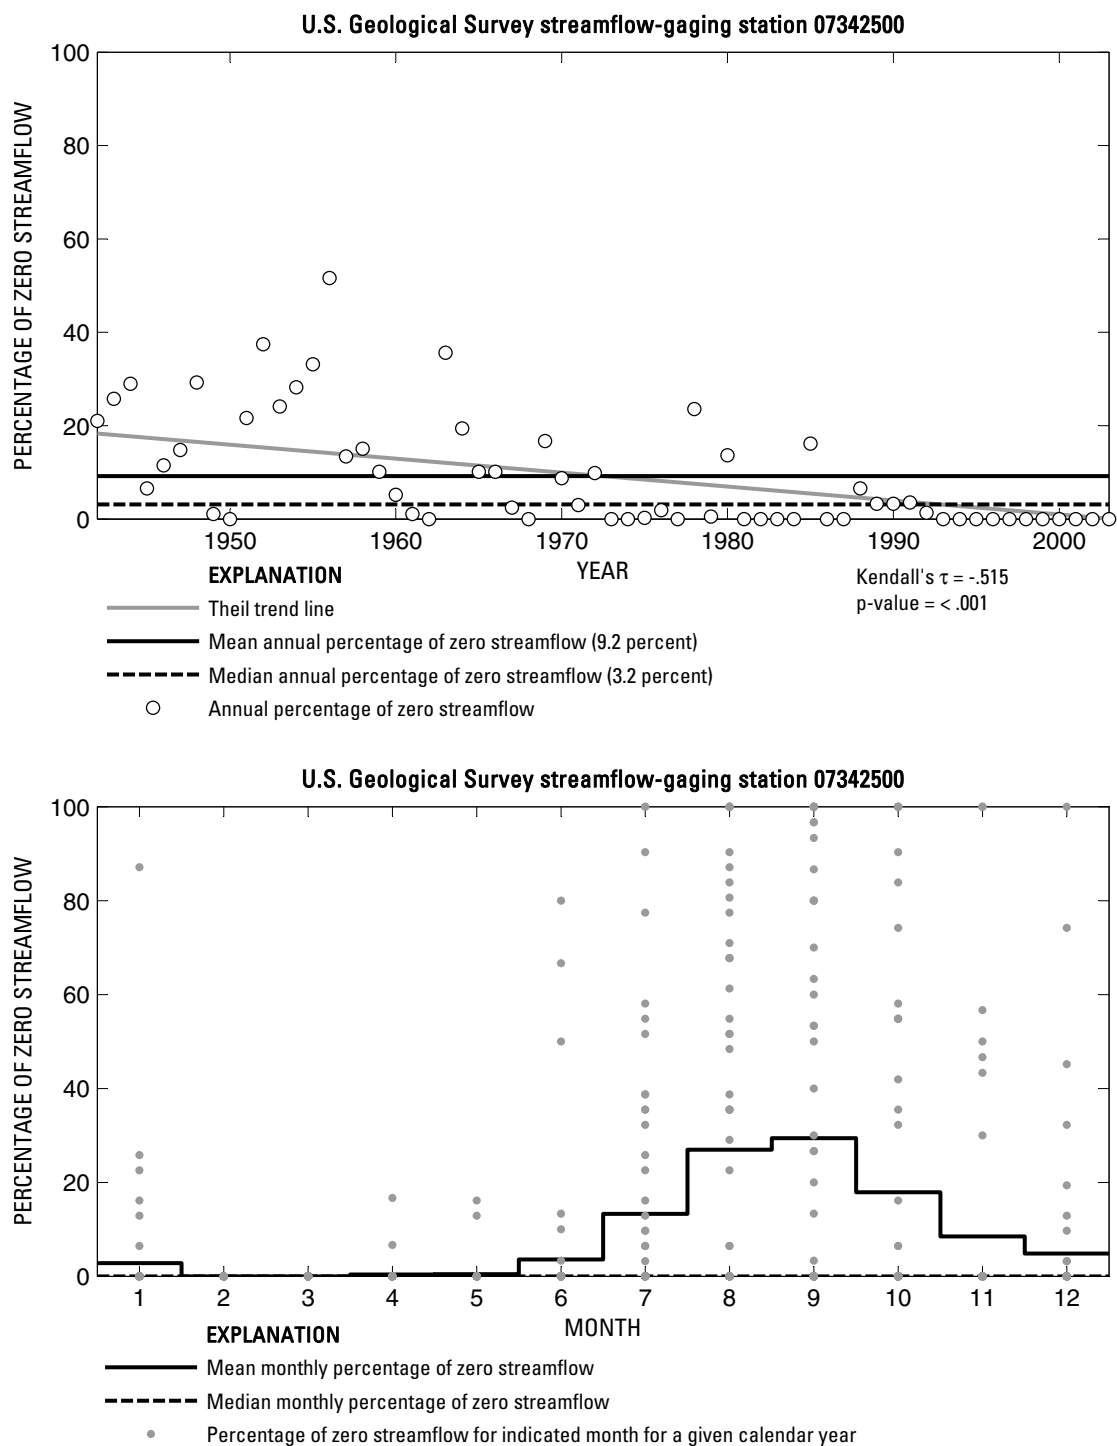 U.S. Geological Survey streamflow-gaging station 07342500
100
80
60
40
20
0
PERCENTAGE OF ZERO STREAMFLOW
1950 1960 1970 1980 1990 2000
YEAR
EXPLANATION
Theil trend line
Mean annual percentage of zero streamflow (9.2 percent)
Median annual percentage of zero streamflow (3.2 percent)
Annual percentage of zero streamflow
Kendall's τ = -.515
p-value = < .001
U.S. Geological Survey streamflow-gaging station 07342500
100
80
60
40
20
0
PERCENTAGE OF ZERO STREAMFLOW
1 2 3 4 5 6 7 8 9 10 11 12
MONTH
EXPLANATION
Mean monthly percentage of zero streamflow
Median monthly percentage of zero streamflow
Percentage of zero streamflow for indicated month for a given calendar year